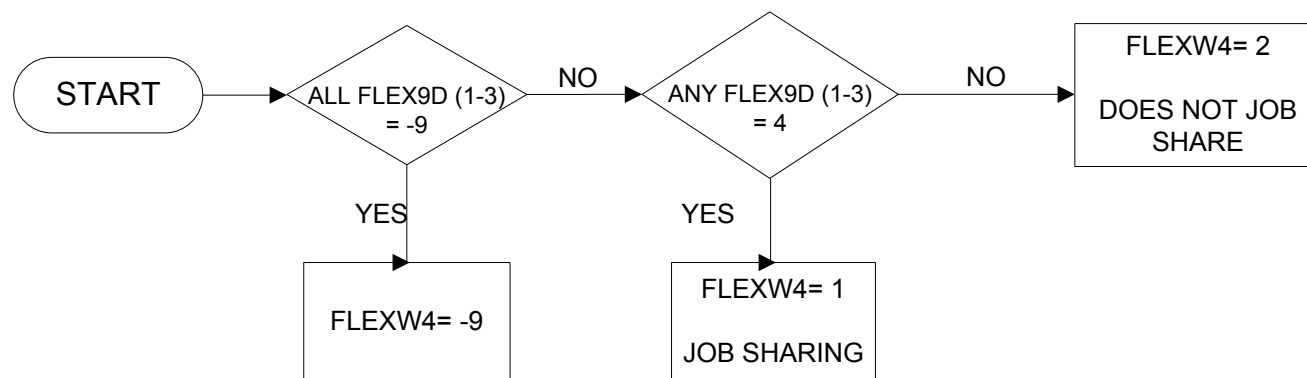 START
ALL FLEX9D (1-3)
= -9
NO
ANY FLEX9D (1-3)
= 4
NO
FLEXW4= 2
DOES NOT JOB
SHARE
YES
YES
FLEXW4= -9
FLEXW4= 1
JOB SHARING